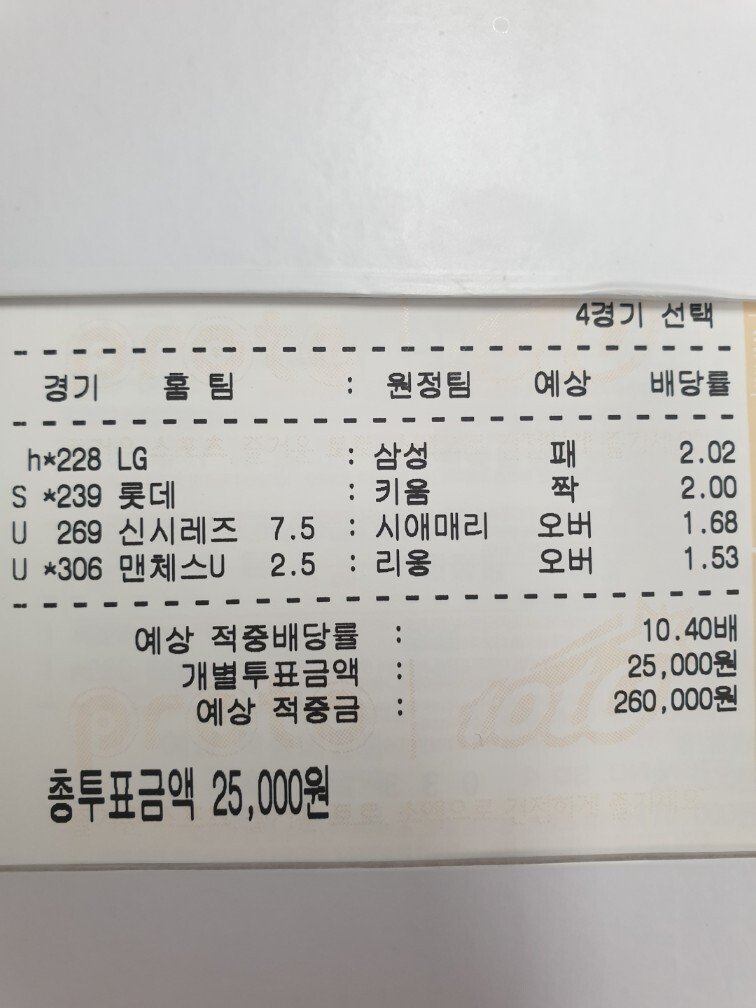 4경기 선택
경기 홈 팀 : 원정팀 예상 배당률
h*228 LG : 삼성 패 2.02
S *239 롯데 : 키움 짝 2.00
U 269 신시레즈 7.5 : 시애매리 오버 1.68
U *306 맨체스U 2.5 : 리옹 오버 1.53
예상 적중배당률 : 10.40배
개별투표금액 : 25,000원
예상 적중금 : 260,000원
proto
총투표금액 25,000원